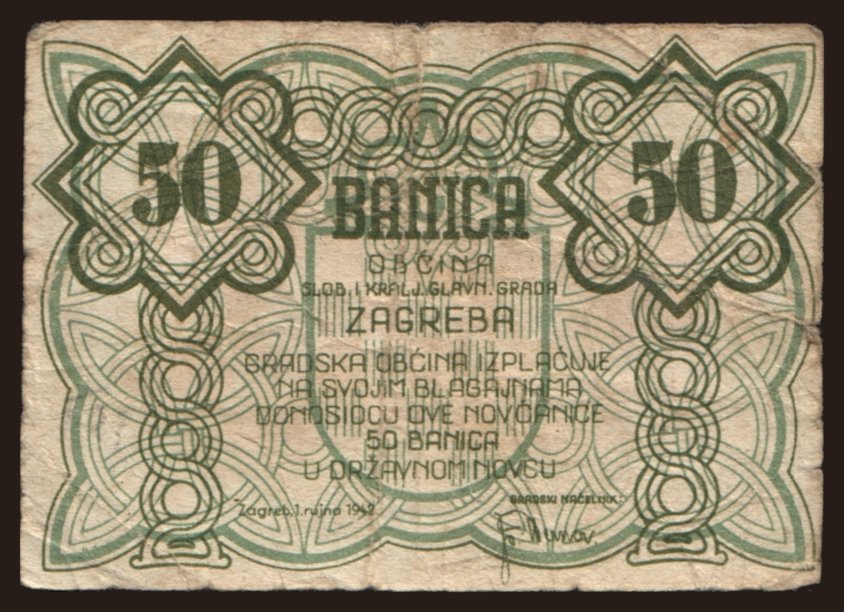 50 50
BANICA
OBĆINA
SLOB. I KRALJ. GLAVN. GRADA
ZAGREBA
GRADSKA OBĆINA IZPLAĆUJE
NA SVOJIM BLAGAJNAMA
DONOSIOCU OVE NOVČANICE
50 BANICA
U DRŽAVNOM NOVCU
Zagreb, 1. rujna 1942
GRADSKI NAČELNIK: